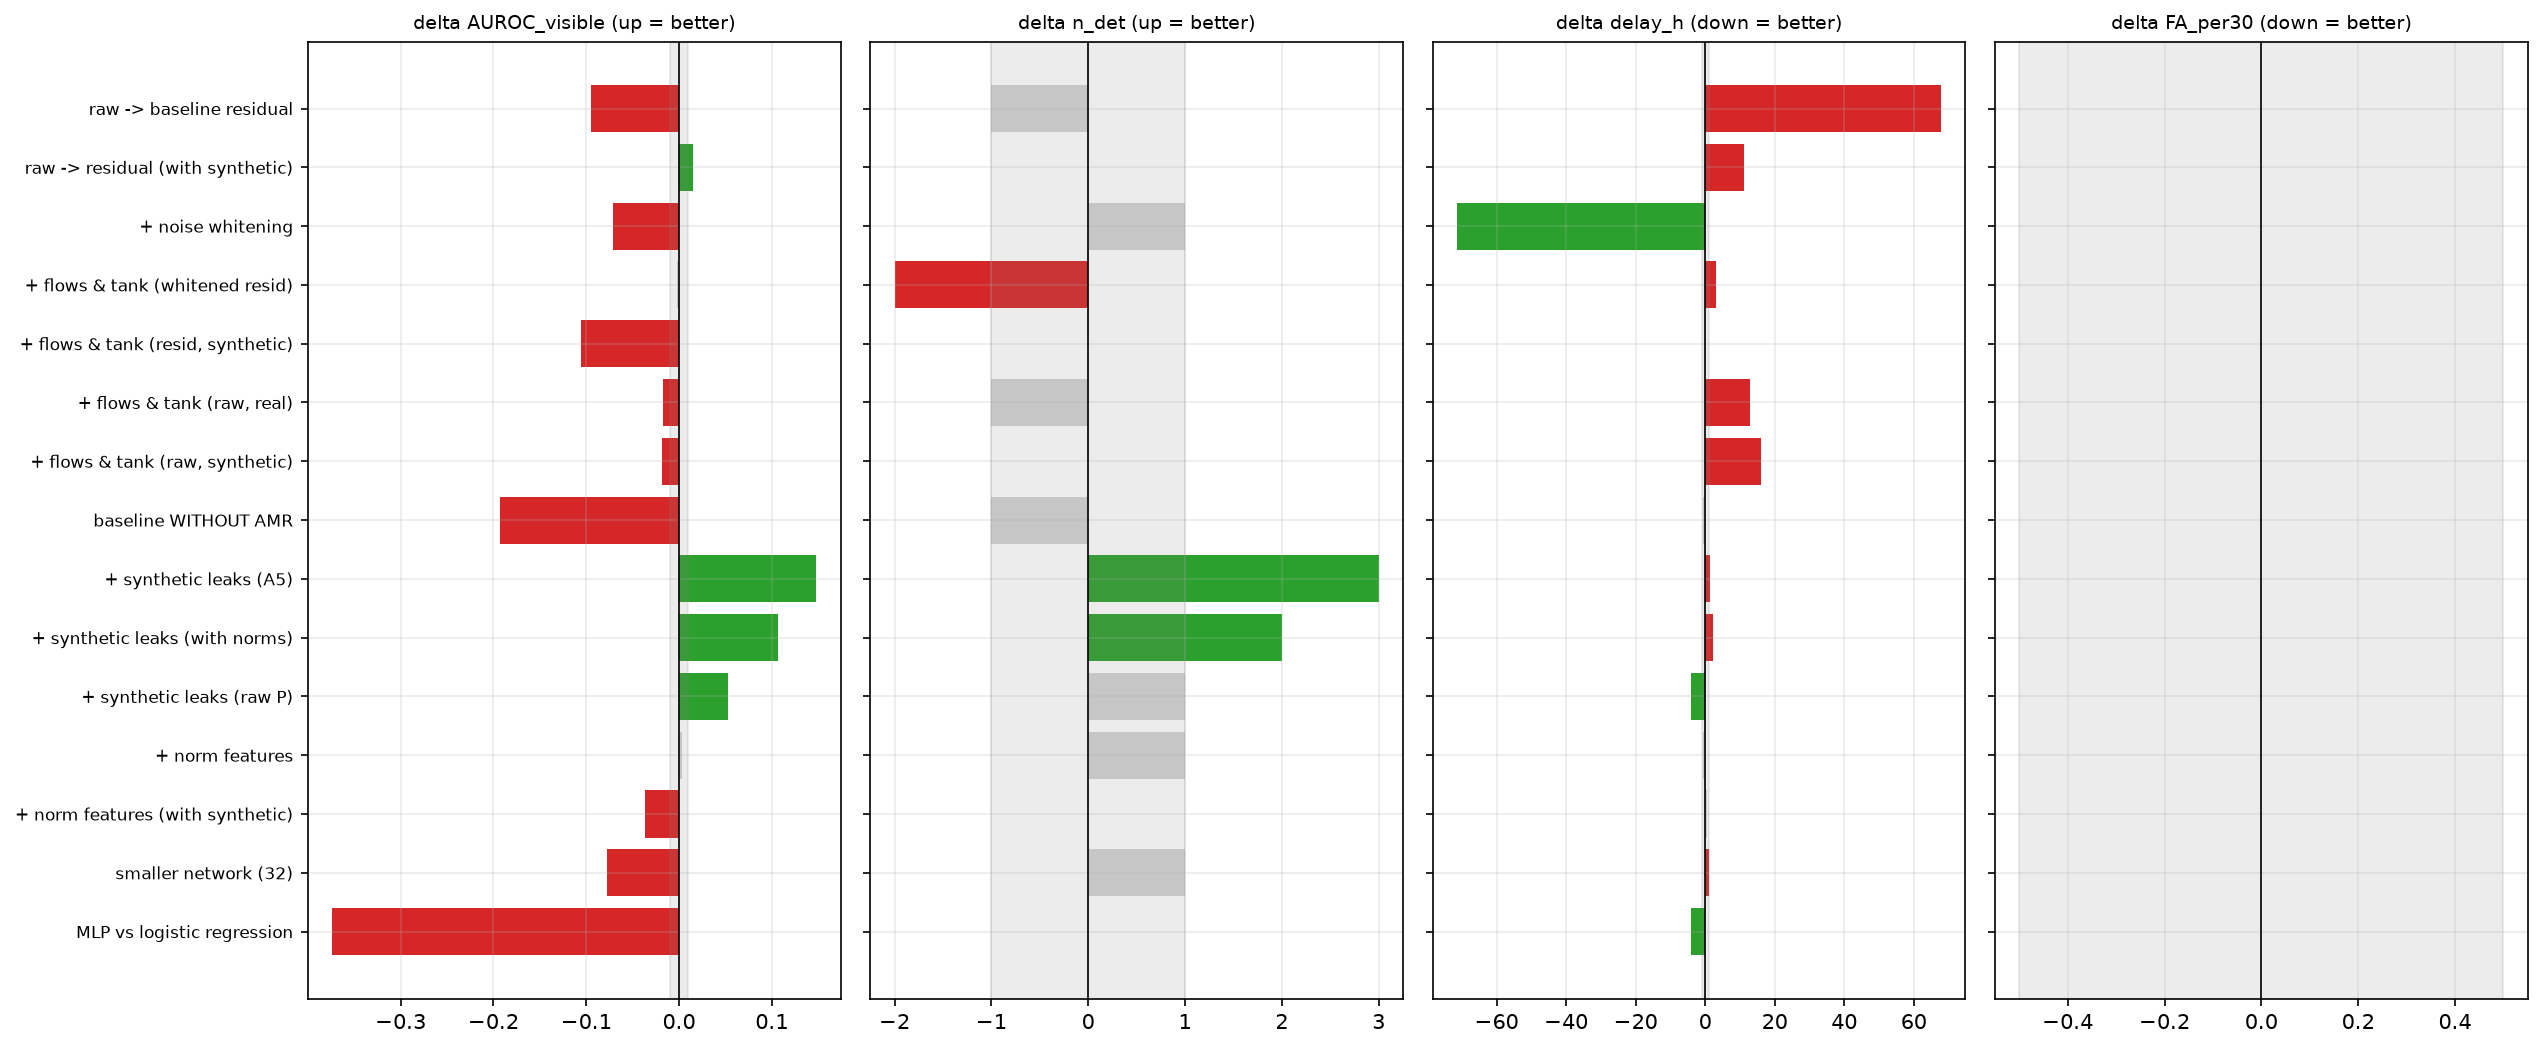 delta AUROC_visible (up = better)
delta n_det (up = better)
delta delay_h (down = better)
delta FA_per30 (down = better)
raw -> baseline residual
raw -> residual (with synthetic)
+ noise whitening
+ flows & tank (whitened resid)
+ flows & tank (resid, synthetic)
+ flows & tank (raw, real)
+ flows & tank (raw, synthetic)
baseline WITHOUT AMR
+ synthetic leaks (A5)
+ synthetic leaks (with norms)
+ synthetic leaks (raw P)
+ norm features
+ norm features (with synthetic)
smaller network (32)
MLP vs logistic regression
−0.3 −0.2 −0.1 0.0 0.1
−2 −1 0 1 2 3
−60 −40 −20 0 20 40 60
−0.4 −0.2 0.0 0.2 0.4